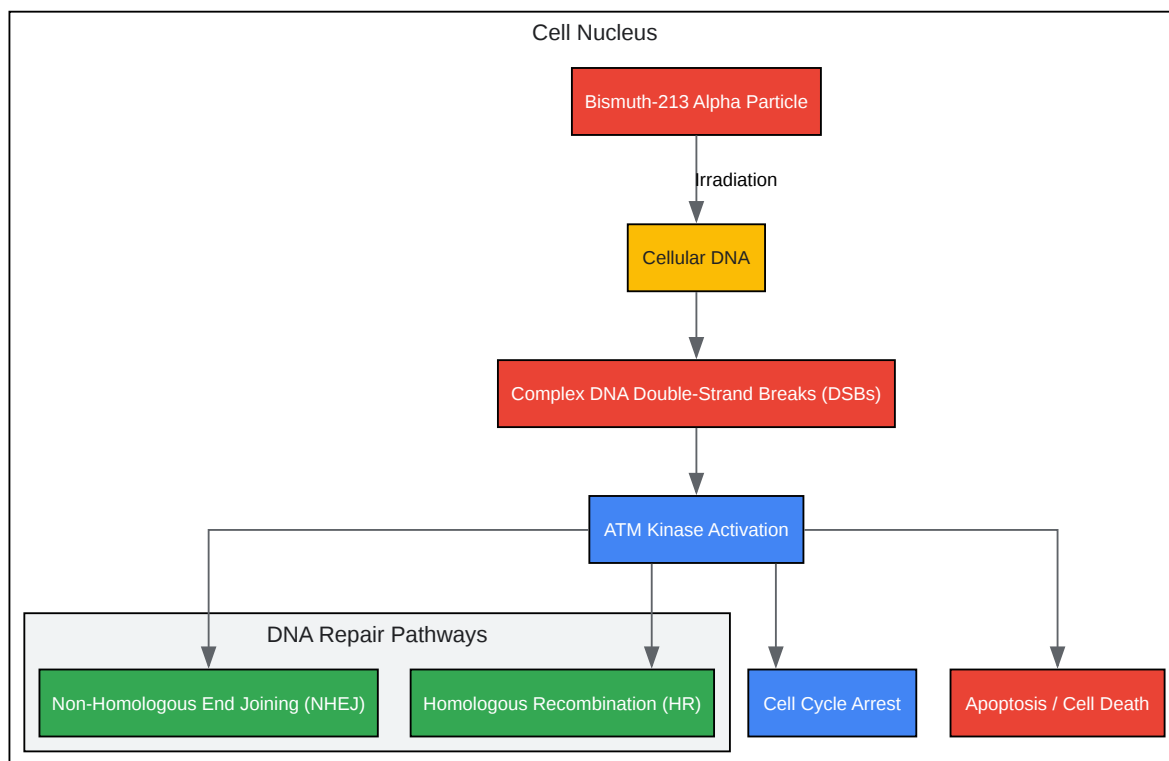 Cell Nucleus
Bismuth-213 Alpha Particle
Irradiation
Cellular DNA
Complex DNA Double-Strand Breaks (DSBs)
ATM Kinase Activation
DNA Repair Pathways
Non-Homologous End Joining (NHEJ)
Homologous Recombination (HR)
Cell Cycle Arrest
Apoptosis / Cell Death